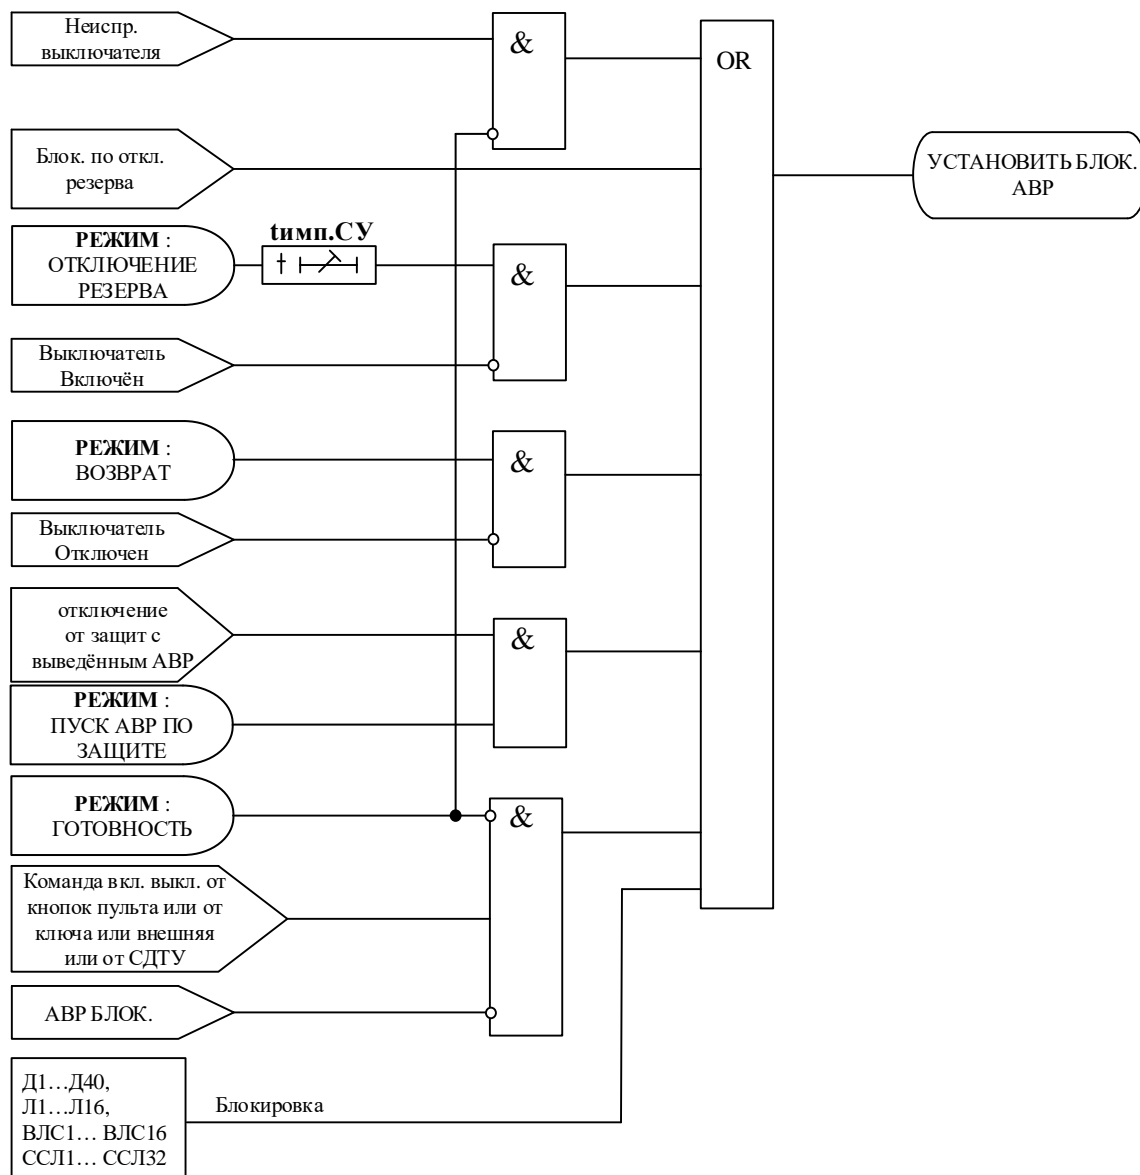 Неиспр.
выключателя
&
OR
Блок. по откл.
резерва
УСТАНОВИТЬ БЛОК.
АВР
РЕЖИМ :
ОТКЛЮЧЕНИЕ
РЕЗЕРВА
tимп.СУ
&
Выключатель
Включён
РЕЖИМ :
ВОЗВРАТ
&
Выключатель
Отключен
отключение
от защит с
выведённым АВР
&
РЕЖИМ :
ПУСК АВР ПО
ЗАЩИТЕ
РЕЖИМ :
ГОТОВНОСТЬ
&
Команда вкл. выкл. от
кнопок пульта или от
ключа или внешняя
или от СДТУ
АВР БЛОК.
Д1...Д40,
Л1...Л16,
ВЛС1... ВЛС16
ССЛ1... ССЛ32
Блокировка